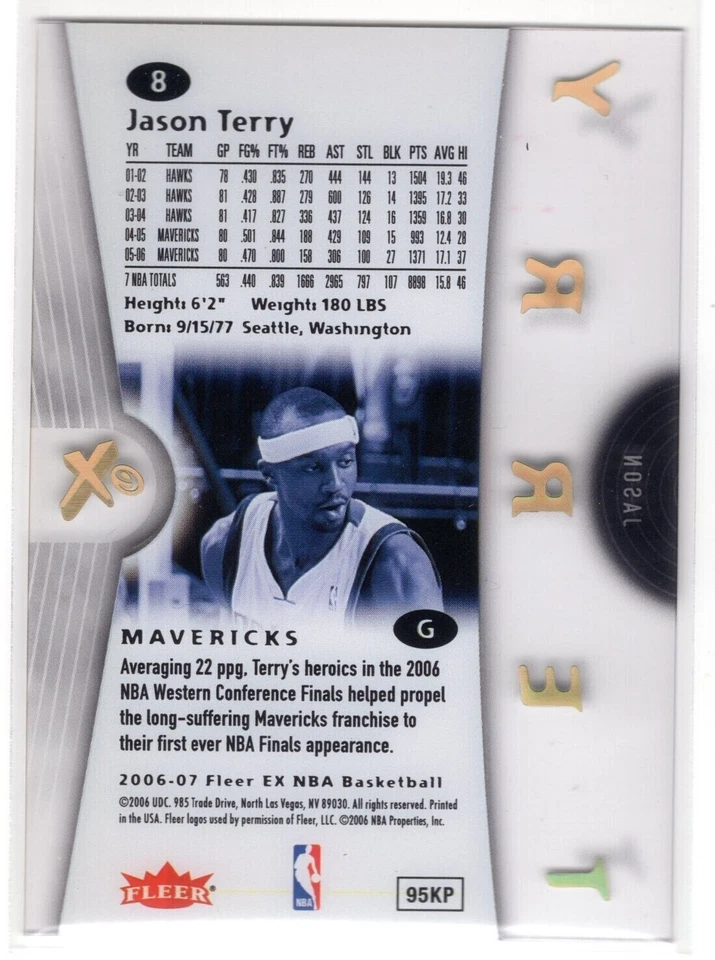 8
Jason Terry
YR TEAM GP FG% FT% REB AST STL BLK PTS AVG HI
01-02 HAWKS 78 .430 .835 270 444 144 13 1504 19.3 46
02-03 HAWKS 81 .428 .887 279 600 126 14 1395 17.2 33
03-04 HAWKS 81 .417 .827 336 437 124 16 1359 16.8 30
04-05 MAVERICKS 80 .501 .844 188 429 109 15 993 12.4 28
05-06 MAVERICKS 80 .470 .800 158 306 100 27 1371 17.1 37
7 NBA TOTALS 563 .440 .839 1666 2965 797 107 8898 15.8 46
Height: 6'2" Weight: 180 LBS
Born: 9/15/77 Seattle, Washington
eX
G
MAVERICKS
Averaging 22 ppg, Terry's heroics in the 2006
NBA Western Conference Finals helped propel
the long-suffering Mavericks franchise to
their first ever NBA Finals appearance.
2006-07 Fleer EX NBA Basketball
©2006 UDC. 985 Trade Drive, North Las Vegas, NV 89030. All rights reserved. Printed
in the USA. Fleer logos used by permission of Fleer, LLC. ©2006 NBA Properties, Inc.
FLEER®
NBA
95KP
JASON
TERRY